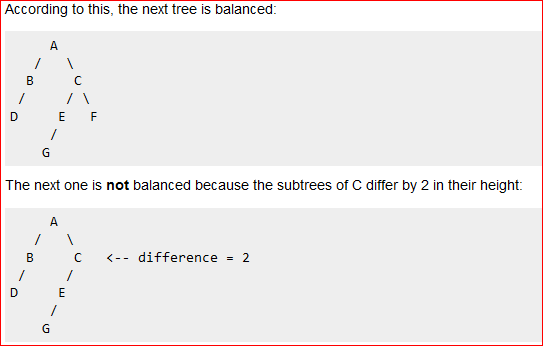 According to this, the next tree is balanced:
A
/ \
B C
/ / \
D E F
/
G
The next one is not balanced because the subtrees of C differ by 2 in their height:
A
/ \
B C <-- difference = 2
/ /
D E
/
G